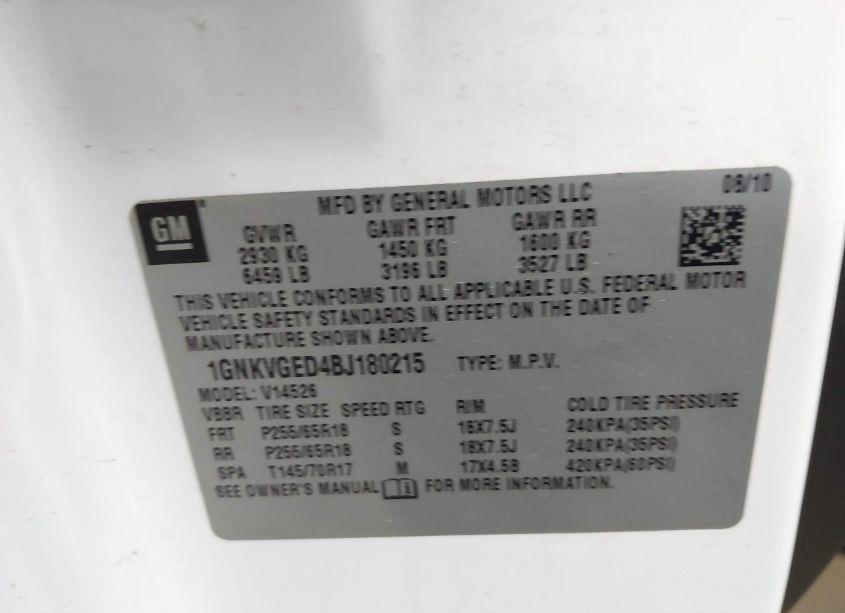 GM
MFD BY GENERAL MOTORS LLC 08/10
GVWR GAWR FRT GAWR RR
2930 KG 1450 KG 1600 KG
6459 LB 3196 LB 3527 LB
THIS VEHICLE CONFORMS TO ALL APPLICABLE U.S. FEDERAL MOTOR
VEHICLE SAFETY STANDARDS IN EFFECT ON THE DATE OF
MANUFACTURE SHOWN ABOVE.
1GNKVGED4BJ180215 TYPE: M.P.V.
MODEL: V14526
TIRE SIZE SPEED RTG RIM COLD TIRE PRESSURE
FRT P255/65R18 S 18X7.5J 240KPA(35PSI)
RR P255/65R18 S 18X7.5J 240KPA(35PSI)
SPA T145/70R17 M 17X4.5B 420KPA(60PSI)
SEE OWNER'S MANUAL FOR MORE INFORMATION.